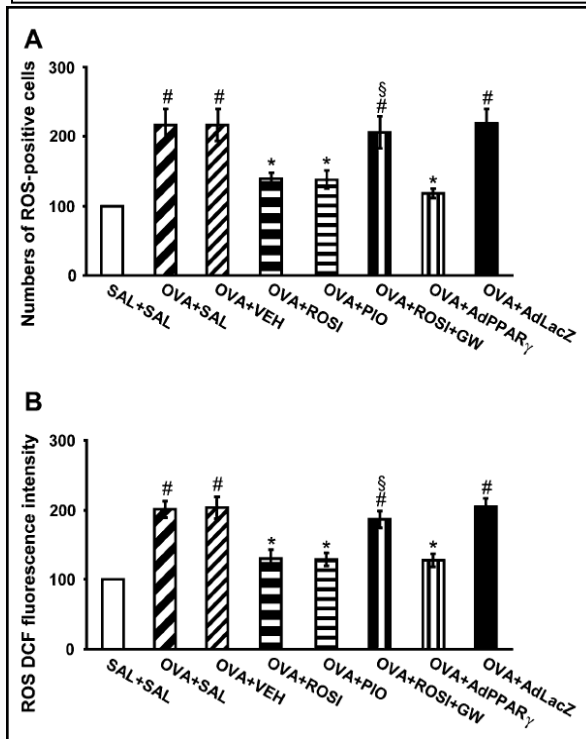 A
Numbers of ROS-positive cells
300
200
100
0
# # * * § # * #
SAL+SAL
OVA+SAL
OVA+VEH
OVA+ROSI
OVA+PIO
OVA+ROSI+GW
OVA+AdPPARγ
OVA+AdLacZ
B
ROS DCF fluorescence intensity
300
200
100
0
# # * * § # * #
SAL+SAL
OVA+SAL
OVA+VEH
OVA+ROSI
OVA+PIO
OVA+ROSI+GW
OVA+AdPPARγ
OVA+AdLacZ